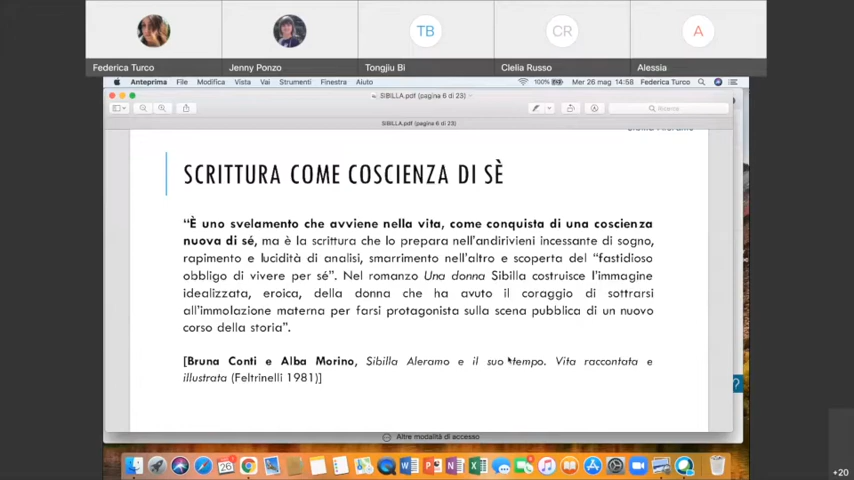 TB
CR
A
Federica Turco
Jenny Ponzo
Tongjiu Bi
Clelia Russo
Alessia
Anteprima File Modifica Vista Vai Strumenti Finestra Aiuto 100% Mer 26 mag 14:58 Federica Turco
SIBILLA.pdf (pagina 6 di 23)
Ricerca
SIBILLA.pdf (pagina 6 di 23)
SCRITTURA COME COSCIENZA DI SÈ
“È uno svelamento che avviene nella vita, come conquista di una coscienza
nuova di sé, ma è la scrittura che lo prepara nell’andirivieni incessante di sogno,
rapimento e lucidità di analisi, smarrimento nell’altro e scoperta del “fastidioso
obbligo di vivere per sé”. Nel romanzo Una donna Sibilla costruisce l’immagine
idealizzata, eroica, della donna che ha avuto il coraggio di sottrarsi
all’immolazione materna per farsi protagonista sulla scena pubblica di un nuovo
corso della storia”.
[Bruna Conti e Alba Morino, Sibilla Aleramo e il suo tempo. Vita raccontata e
illustrata (Feltrinelli 1981)]
?
Altre modalità di accesso
26
+20